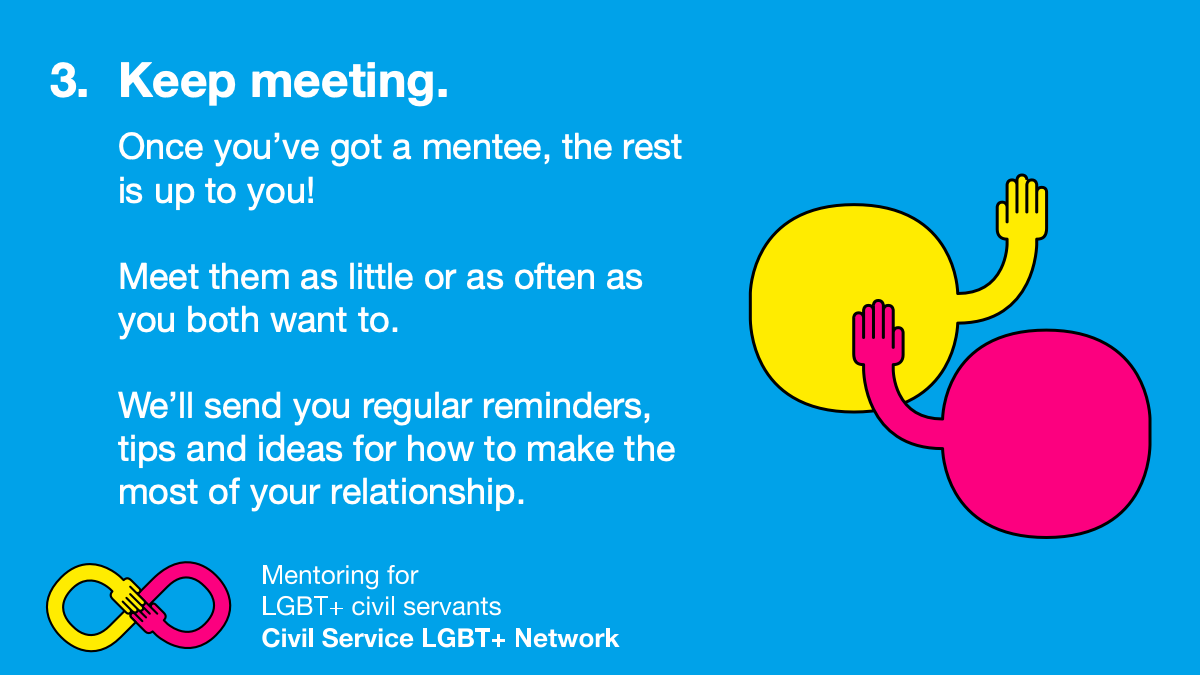 3. Keep meeting.
Once you’ve got a mentee, the rest
is up to you!
Meet them as little or as often as
you both want to.
We’ll send you regular reminders,
tips and ideas for how to make the
most of your relationship.
Mentoring for
LGBT+ civil servants
Civil Service LGBT+ Network